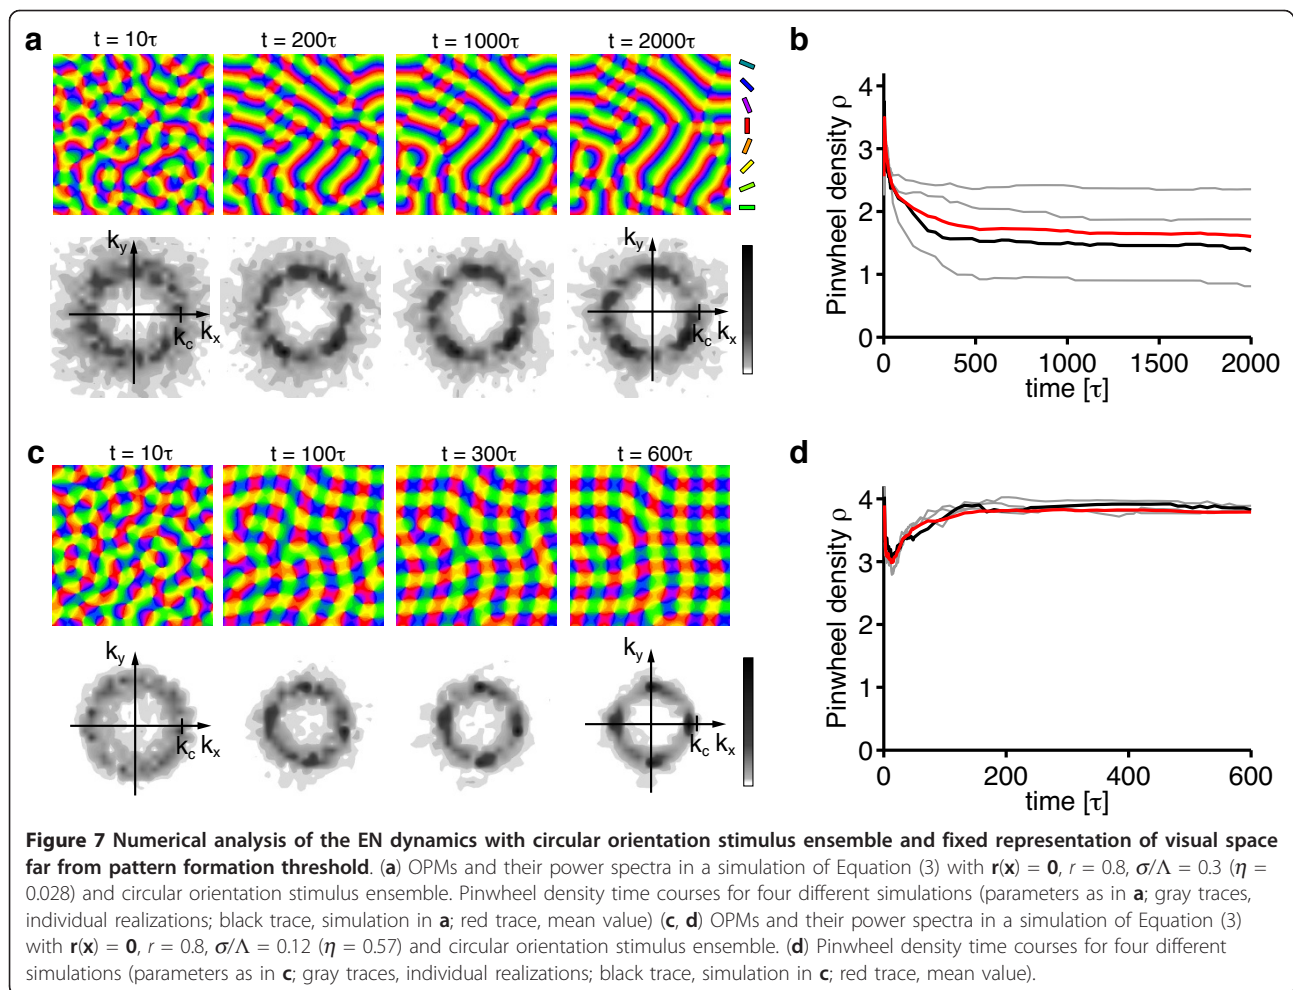 a
t = 10τ t = 200τ t = 1000τ t = 2000τ
k_y k_y
k_c k_x k_c k_x
b
Pinwheel density ρ
4
3
2
1
0
0 500 1000 1500 2000
time [τ]
c
t = 10τ t = 100τ t = 300τ t = 600τ
k_y k_y
k_c k_x k_c k_x
d
Pinwheel density ρ
4
3
2
1
0
0 200 400 600
time [τ]
Figure 7 Numerical analysis of the EN dynamics with circular orientation stimulus ensemble and fixed representation of visual space
far from pattern formation threshold. (a) OPMs and their power spectra in a simulation of Equation (3) with r(x) = 0, r = 0.8, σ/Λ = 0.3 (η =
0.028) and circular orientation stimulus ensemble. Pinwheel density time courses for four different simulations (parameters as in a; gray traces,
individual realizations; black trace, simulation in a; red trace, mean value) (c, d) OPMs and their power spectra in a simulation of Equation (3)
with r(x) = 0, r = 0.8, σ/Λ = 0.12 (η = 0.57) and circular orientation stimulus ensemble. (d) Pinwheel density time courses for four different
simulations (parameters as in c; gray traces, individual realizations; black trace, simulation in c; red trace, mean value).